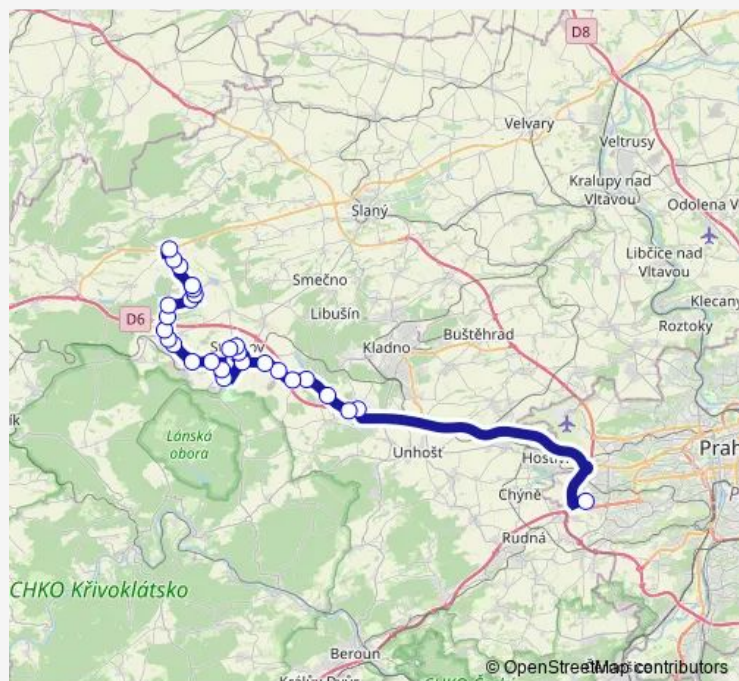 D8
Velvary
Veltrusy
Kralupy nad
Vltavou
Odolena V
Slaný
Libčice nad
Vltavou
Smečno
Klecany
D6
Libušín
Roztoky
Buštěhrad
Kladno
ík
Lánská
obora
Unhošť
Prah
Chýně
Rudná
CHKO Křivoklátsko
Beroun
© OpenStreetMap contributors